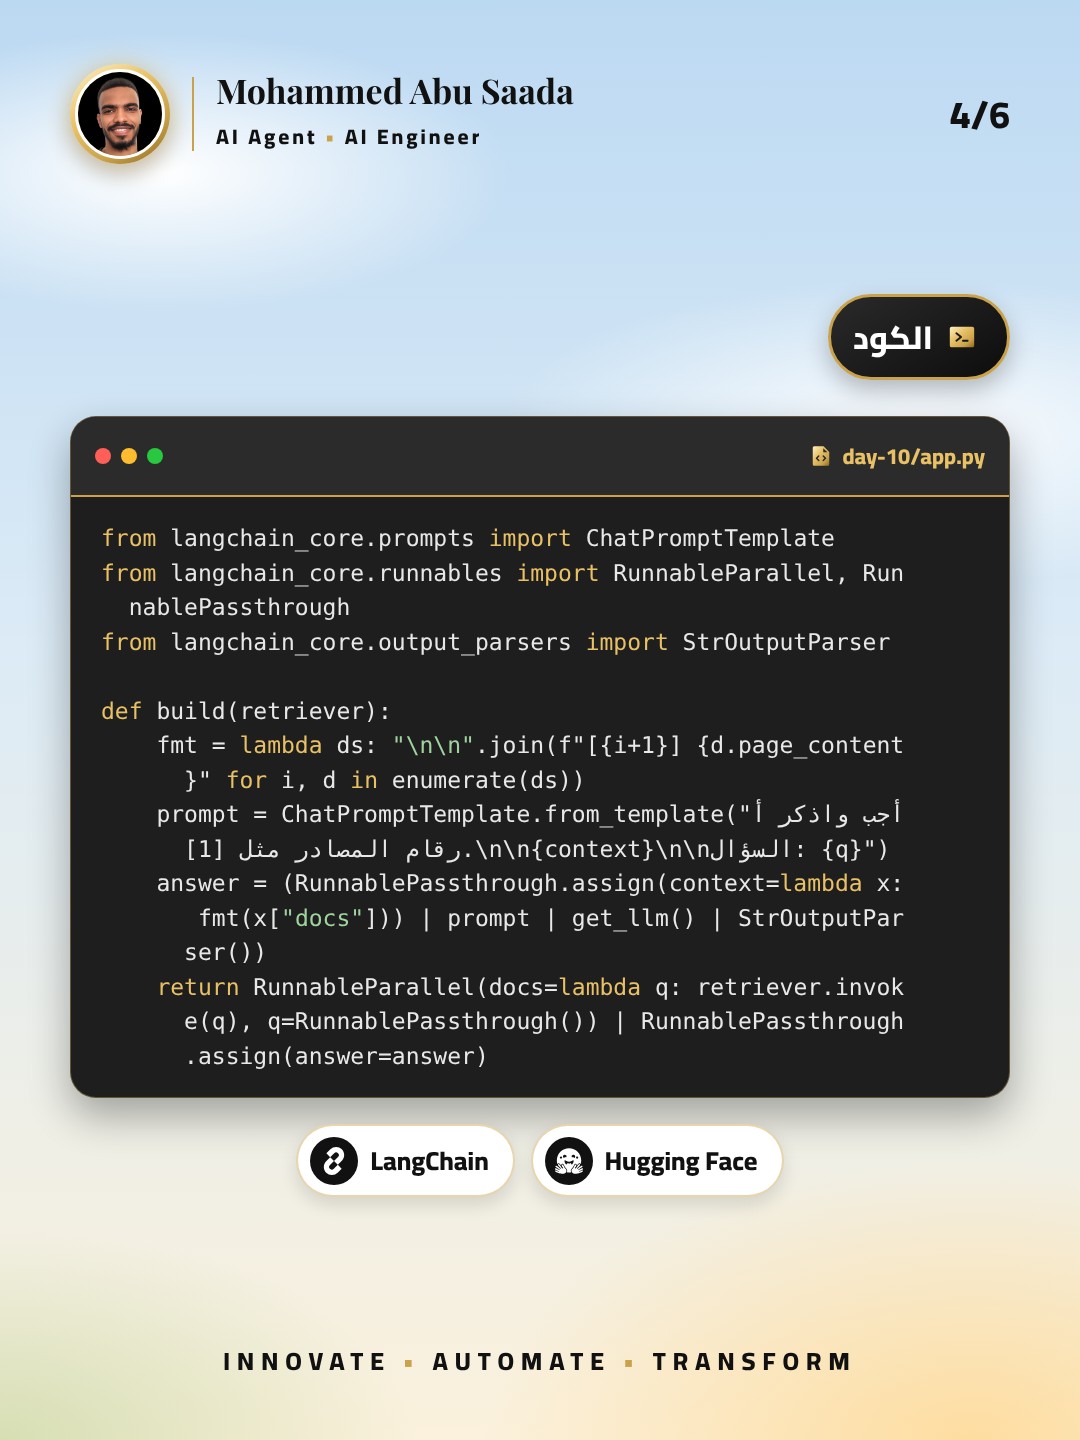 Mohammed Abu Saada
AI Agent ▪ AI Engineer
4/6
الكود
day-10/app.py
from langchain_core.prompts import ChatPromptTemplate
from langchain_core.runnables import RunnableParallel, Run
nablePassthrough
from langchain_core.output_parsers import StrOutputParser
def build(retriever):
fmt = lambda ds: "\n\n".join(f"[{i+1}] {d.page_content
}" for i, d in enumerate(ds))
prompt = ChatPromptTemplate.from_template("أجب واذكر أ
رقام المصادر مثل [1].\n\n{context}\n\nالسؤال: {q}")
answer = (RunnablePassthrough.assign(context=lambda x:
fmt(x["docs"])) | prompt | get_llm() | StrOutputPar
ser())
return RunnableParallel(docs=lambda q: retriever.invok
e(q), q=RunnablePassthrough()) | RunnablePassthrough
.assign(answer=answer)
LangChain
Hugging Face
INNOVATE ▪ AUTOMATE ▪ TRANSFORM